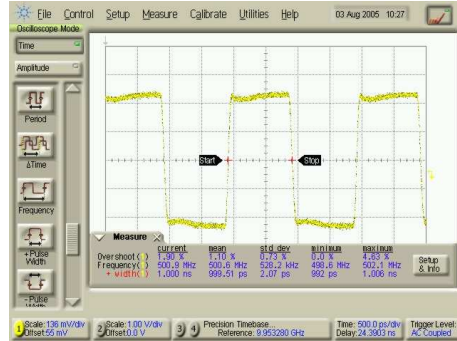 File Control Setup Measure Calibrate Utilities Help 03 Aug 2005 10:27
Oscilloscope Mode
Time
Amplitude
Period
ΔTime
Frequency
+ Pulse Width
- Pulse Width
Start Stop
Measure
current mean std dev minimum maximum
Overshoot( ) 1.90 % 1.10 % 0.73 % 0.0 % 4.63 %
Frequency( ) 500.9 MHz 500.6 MHz 528.2 kHz 498.6 MHz 502.1 MHz
+ width( ) 1.000 ns 999.51 ps 2.07 ps 992 ps 1.006 ns
Setup & Info
1 Scale: 136 mV/div Offset:55 mV
2 Scale: 1.00 V/div Offset:0.0 V
3 4 Precision Timebase... Reference: 9.953280 GHz
Time: 500.0 ps/div Delay:24.3903 ns
Trigger Level: AC Coupled